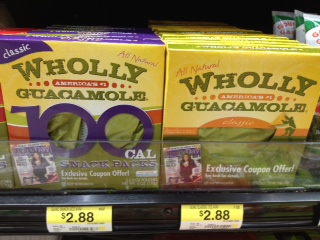 classic
All Natural
WHOLLY
AMERICA'S #1
GUACAMOLE
100
CAL
SNACK PACKS
Exclusive Coupon Offer!
$2.88
All Natural
WHOLLY
AMERICA'S #1
GUACAMOLE
classic
Exclusive Coupon Offer!
$2.88